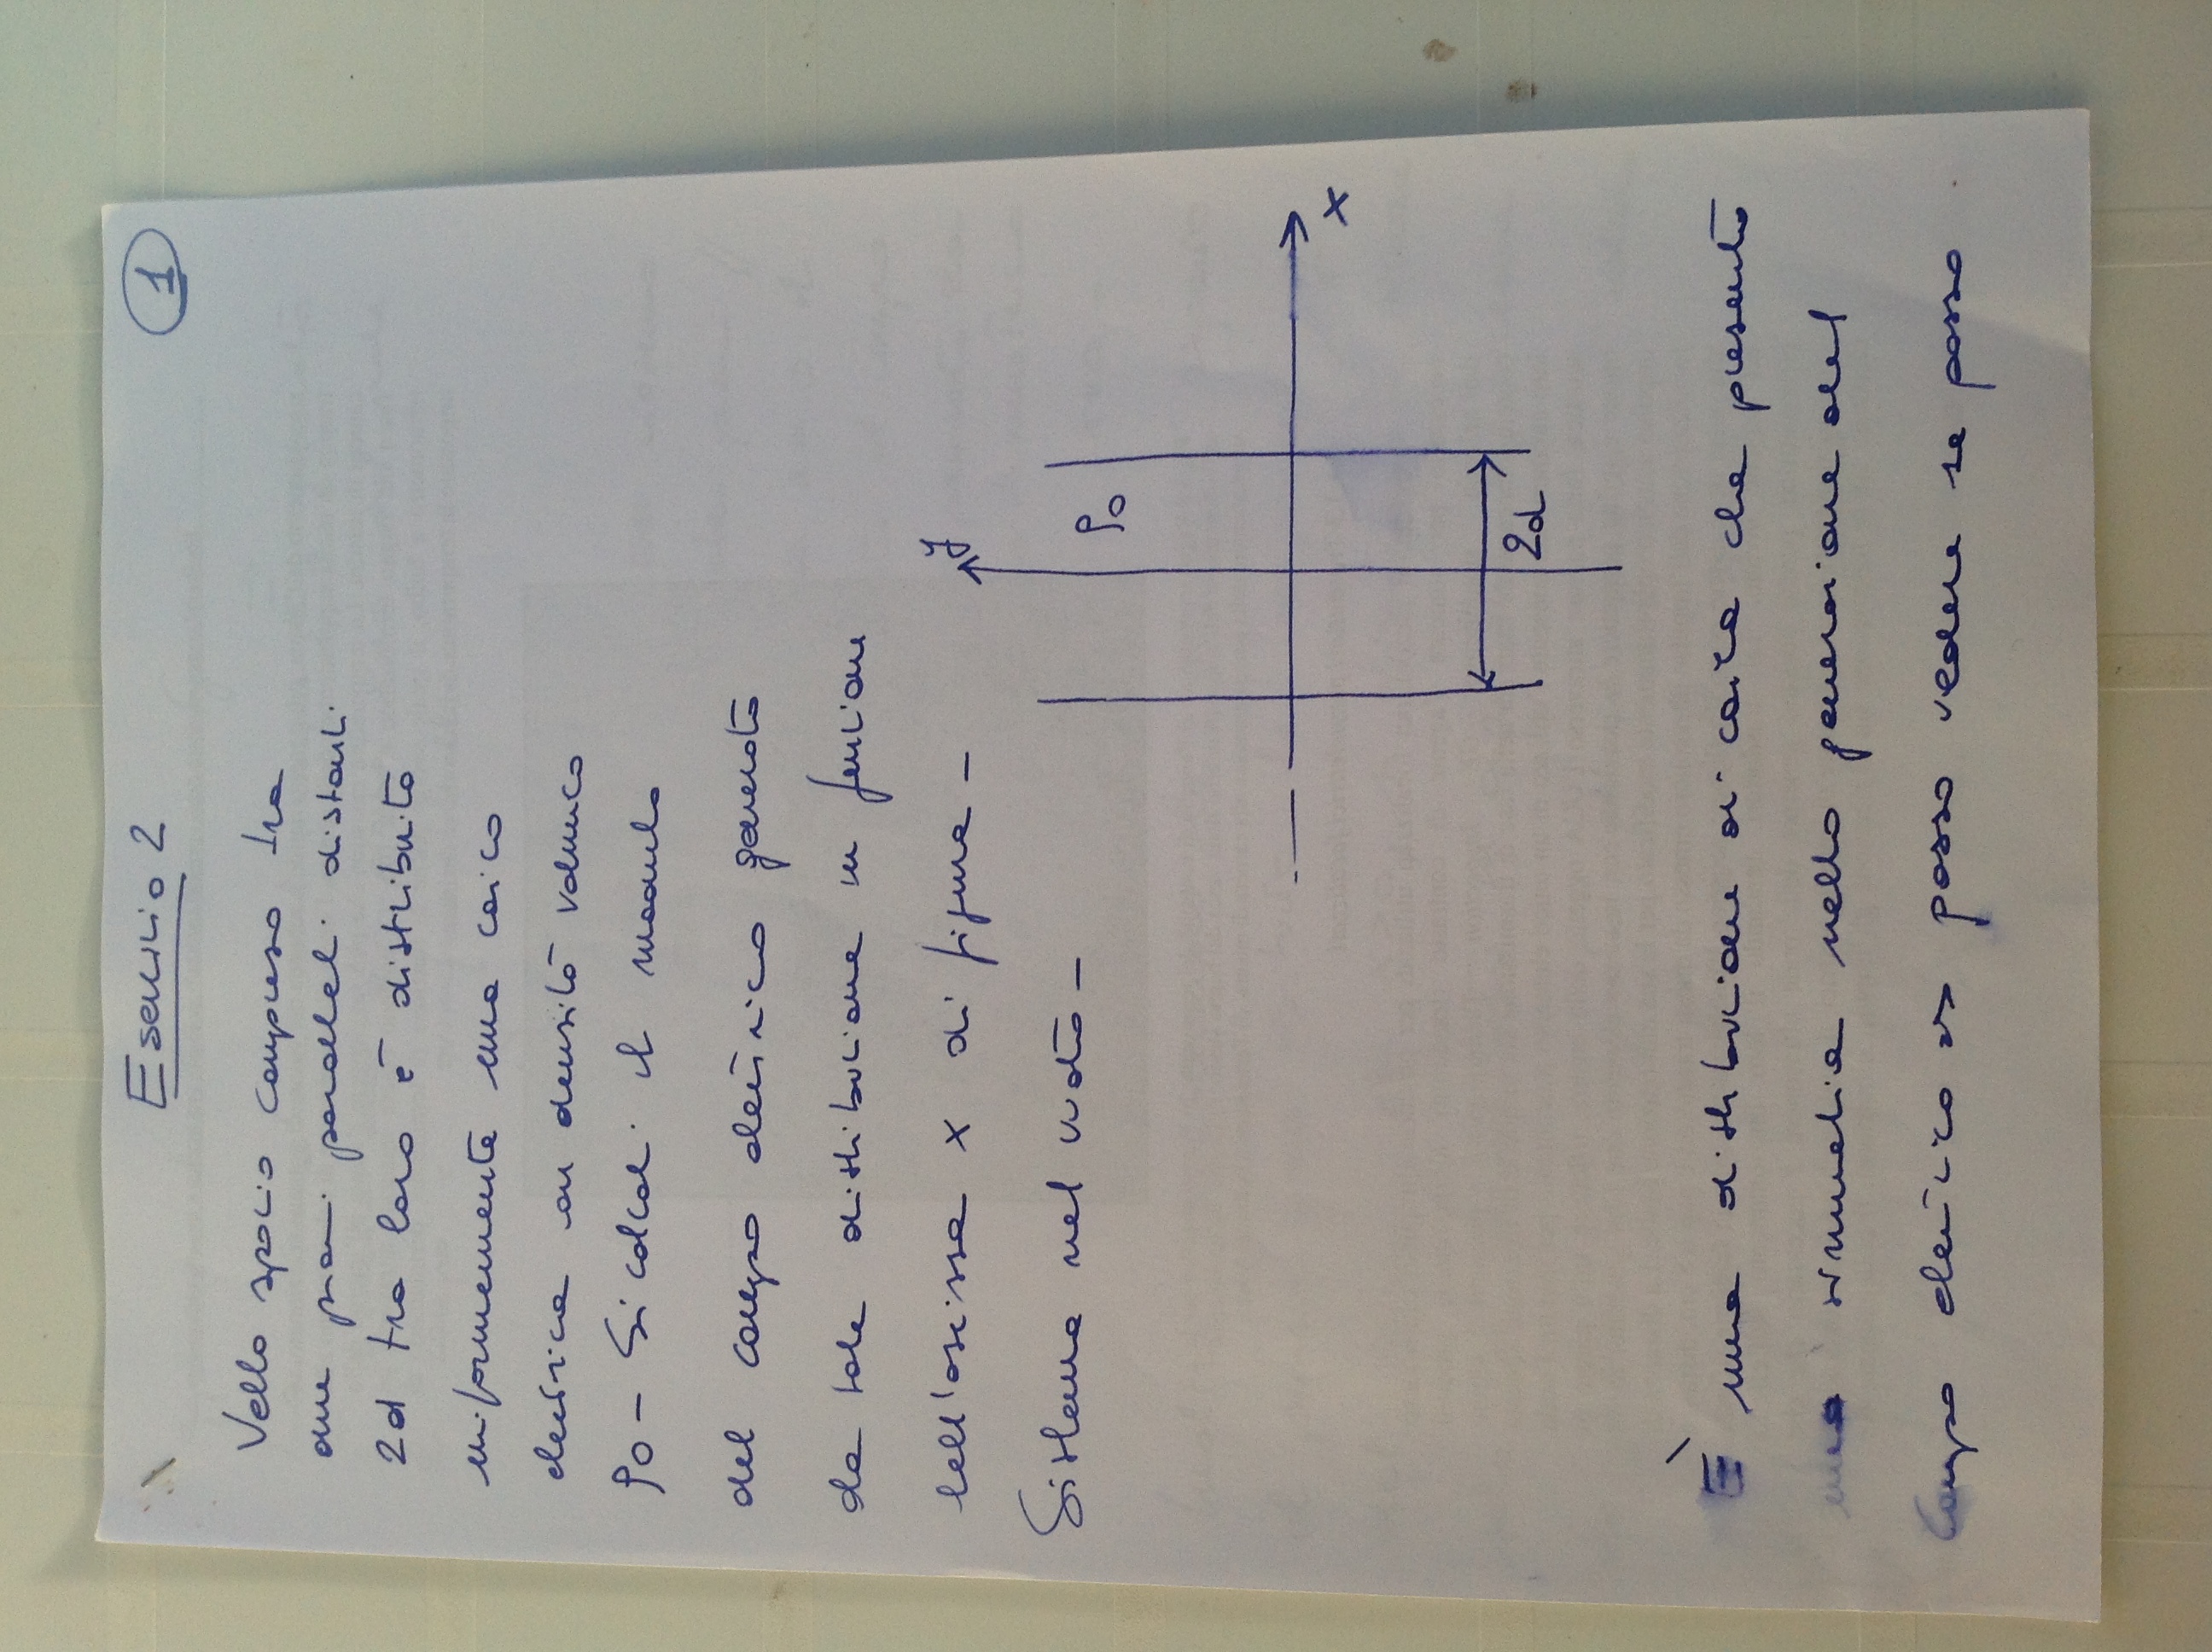 Esercizio 2
1
Nello spazio compreso tra
due piani paralleli distanti
2d tra loro è distribuita
uniformemente una carica
elettrica con densità volumica
ρ0 - Si calcoli il modulo
del campo elettrico generato
da tale distribuzione in funzione
dell'ascissa x di figura -
Sistema nel vuoto -
y
ρ0
x
2d
È una distribuzione di carica che presenta
una simmetria nella generazione del
Campo elettrico => posso vedere se posso